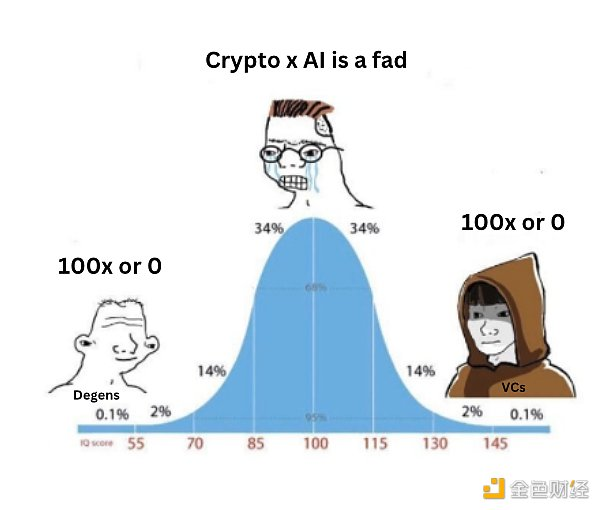 Crypto x AI is a fad
34% 34%
100x or 0
100x or 0
68%
14% 14%
Degens
VCs
0.1% 2% 2% 0.1%
95%
IQ score 55 70 85 100 115 130 145
金色财经